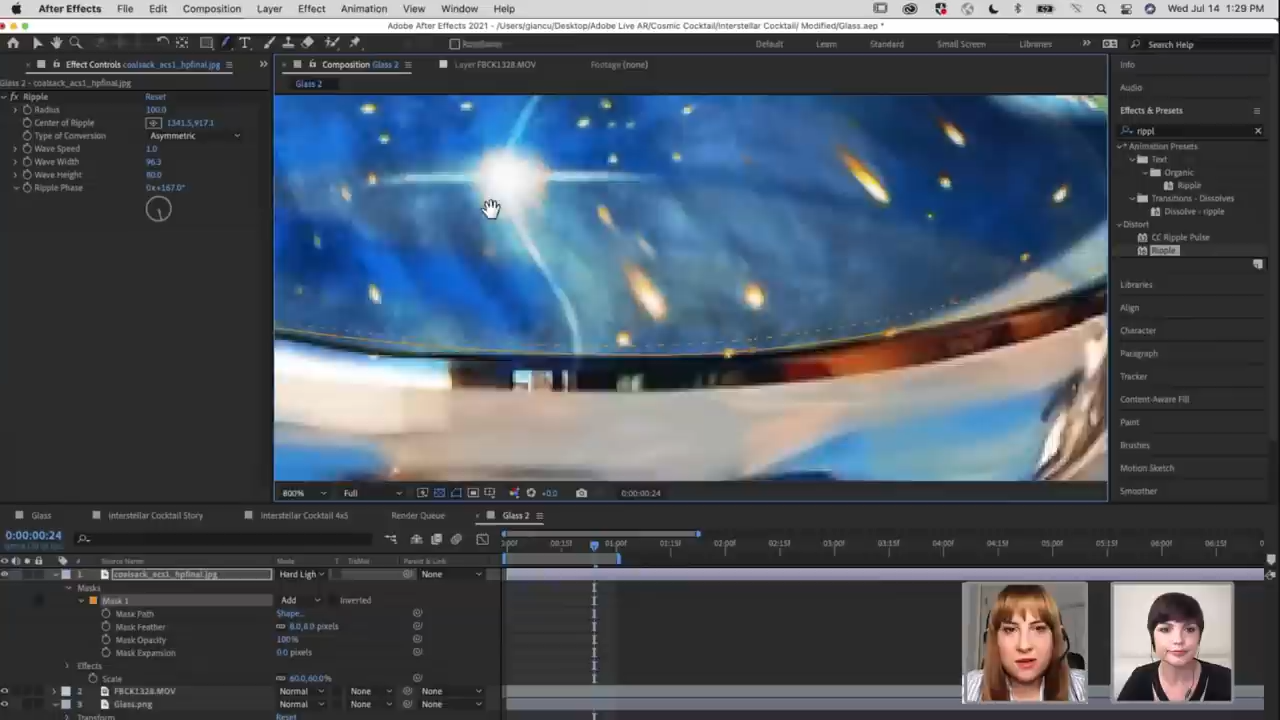 After Effects File Edit Composition Layer Effect Animation View Window Help Wed Jul 14 1:29 PM
Adobe After Effects 2021 - /Users/giancu/Desktop/Adobe Live AR/Cosmic Cocktail/Interstellar Cocktail/ Modified/Glass.aep *
Default Learn Standard Small Screen Libraries Search Help
Effect Controls coalsack_acs1_hpfinal.jpg Composition Glass 2 Layer FBCK1328.MOV Footage (none) Info
Glass 2 - coalsack_acs1_hpfinal.jpg Glass 2
Audio
fx Ripple Reset
Effects & Presets
Radius 100.0
Center of Ripple 1341.5,917.1
rippl
Type of Conversion Asymmetric
* Animation Presets
Wave Speed 1.0
Text
Wave Width 96.3
Organic
Wave Height 80.0
Ripple
Ripple Phase 0x+167.0°
Transitions - Dissolves
Dissolve - ripple
Distort
CC Ripple Pulse
Ripple
Libraries
Align
Character
Paragraph
Tracker
Content-Aware Fill
Paint
Brushes
Motion Sketch
Smoother
800% Full +0.0 0:00:00:24
Glass Interstellar Cocktail Story Interstellar Cocktail 4x5 Render Queue Glass 2
0:00:00:24
:00f 00:15f 01:00f 01:15f 02:00f 02:15f 03:00f 03:15f 04:00f 04:15f 05:00f 05:15f 06:00f 06:15f
# Source Name Mode T TrkMat Parent & Link
1 coalsack_acs1_hpfinal.jpg Hard Ligh None
Masks
Mask 1 Add Inverted
Mask Path Shape...
Mask Feather 8.0,8.0 pixels
Mask Opacity 100%
Mask Expansion 0.0 pixels
Effects
Scale 60.0,60.0%
2 FBCK1328.MOV Normal None None
3 Glass.png Normal None None
Transform Reset